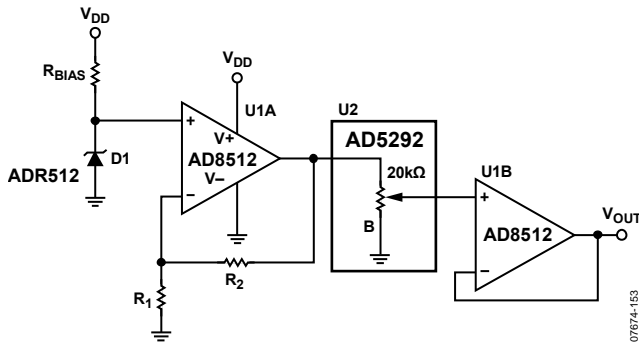 VDD
RBIAS
VDD
U1A
V+
AD8512
V–
D1
ADR512
R2
R1
U2
AD5292
20kΩ
B
U1B
AD8512
VOUT
07674-153